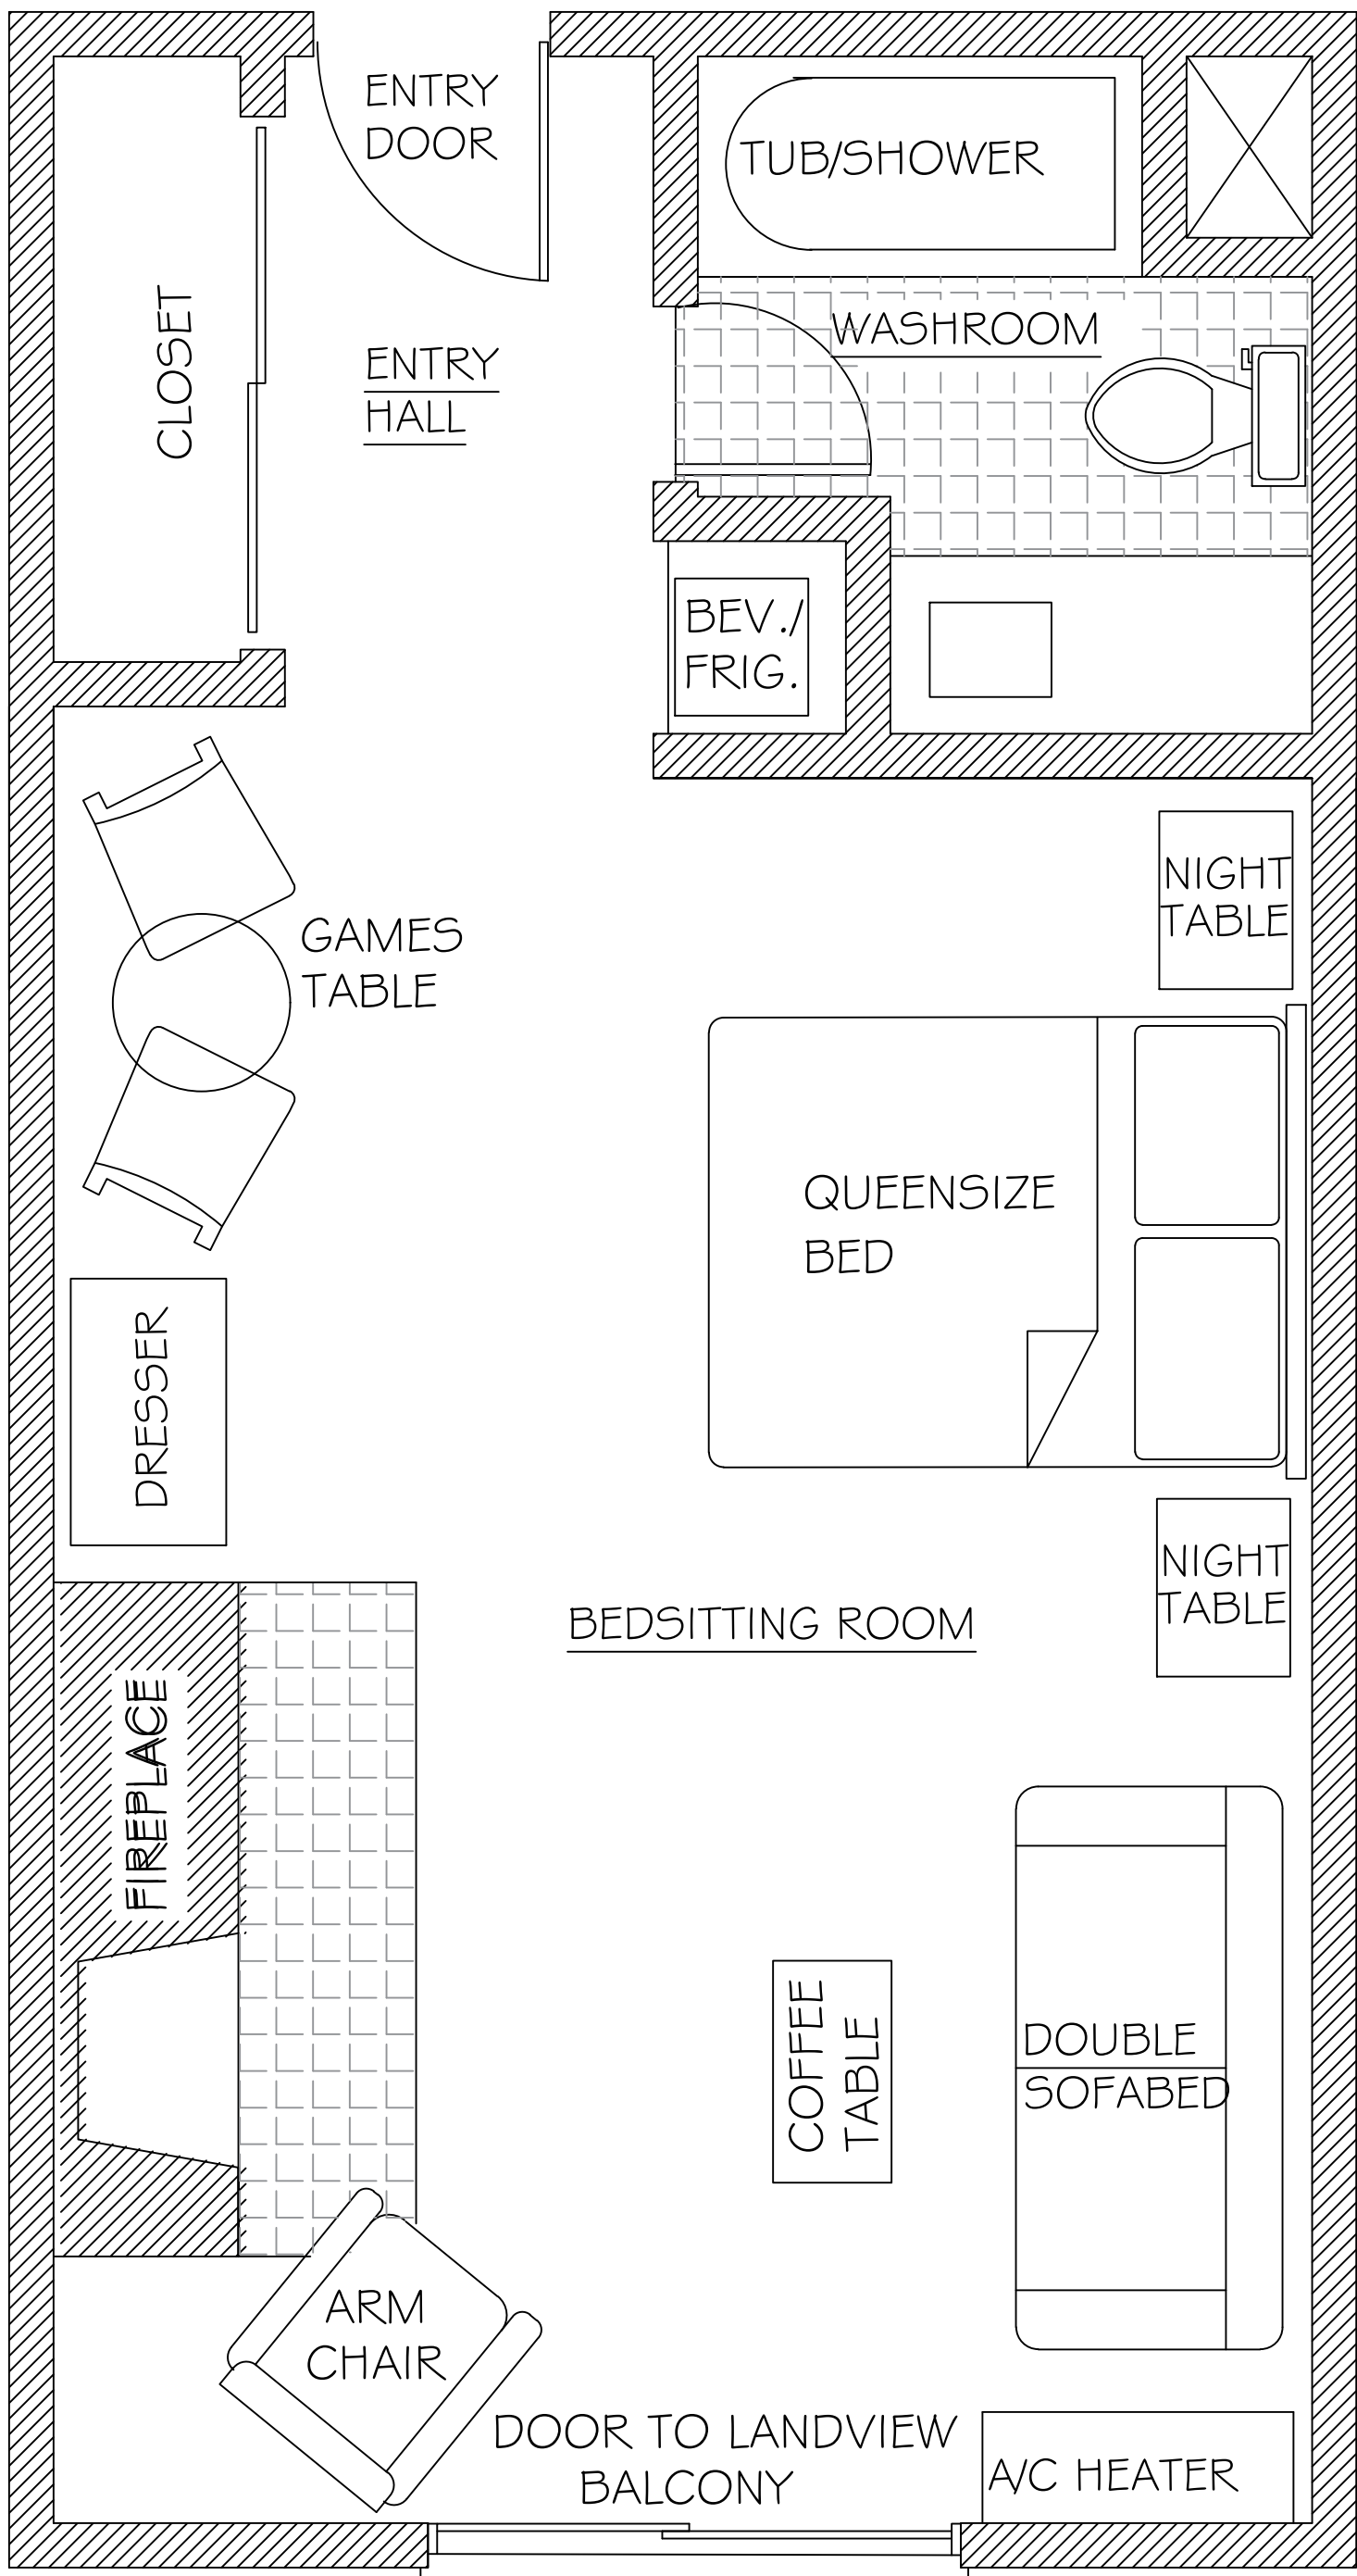 ENTRY
DOOR
TUB/SHOWER
CLOSET
ENTRY
HALL
WASHROOM
BEV./
FRIG.
NIGHT
TABLE
GAMES
TABLE
QUEENSIZE
BED
DRESSER
NIGHT
TABLE
BEDSITTING ROOM
FIREPLACE
COFFEE
TABLE
DOUBLE
SOFABED
ARM
CHAIR
DOOR TO LANDVIEW
BALCONY
A/C HEATER